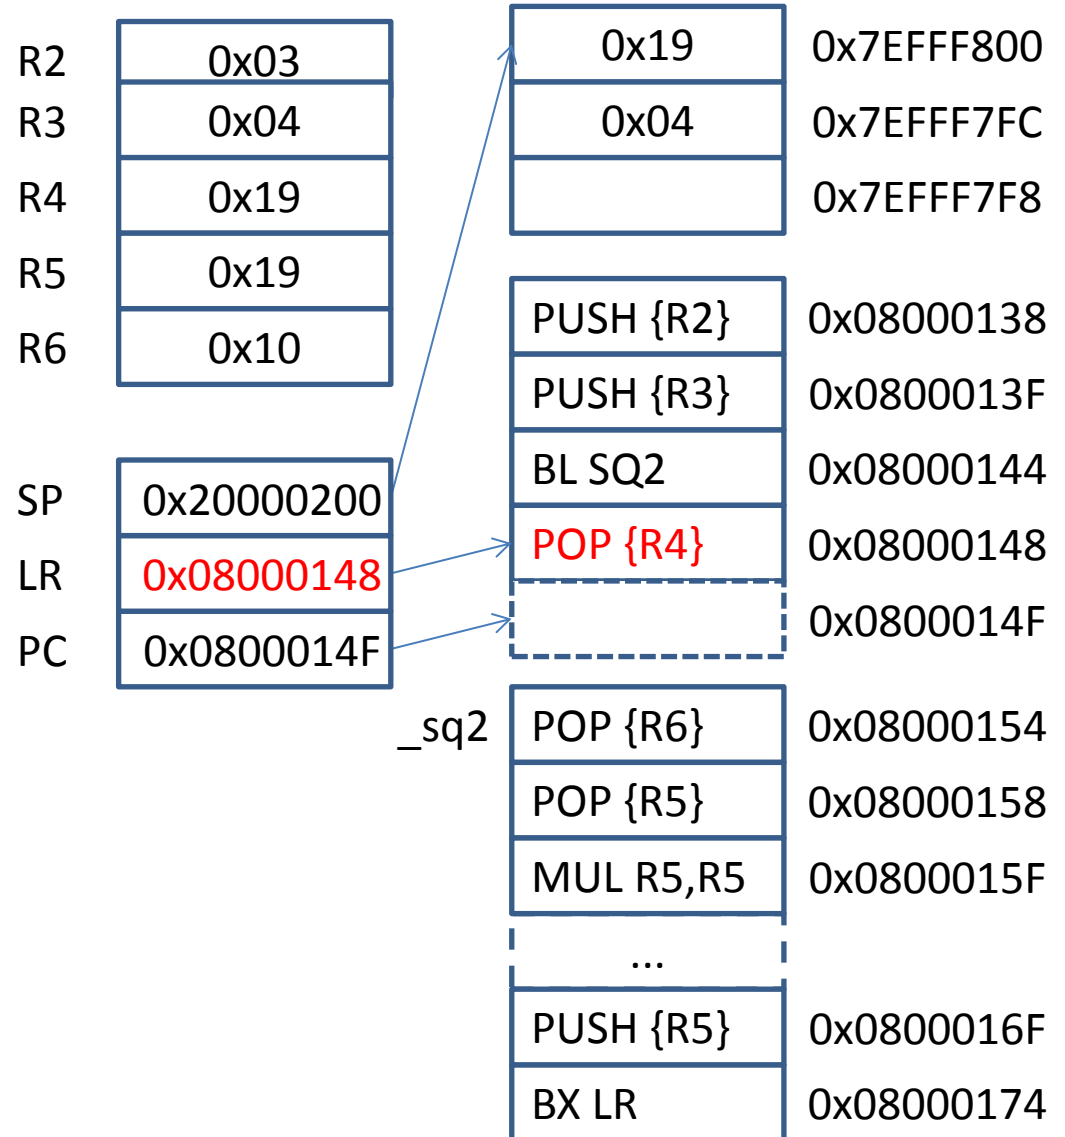 R2 0x03
R3 0x04
R4 0x19
R5 0x19
R6 0x10
SP 0x20000200
LR 0x08000148
PC 0x0800014F
0x19 0x7EFFF800
0x04 0x7EFFF7FC
0x7EFFF7F8
PUSH {R2} 0x08000138
PUSH {R3} 0x0800013F
BL SQ2 0x08000144
POP {R4} 0x08000148
0x0800014F
_sq2 POP {R6} 0x08000154
POP {R5} 0x08000158
MUL R5,R5 0x0800015F
...
PUSH {R5} 0x0800016F
BX LR 0x08000174